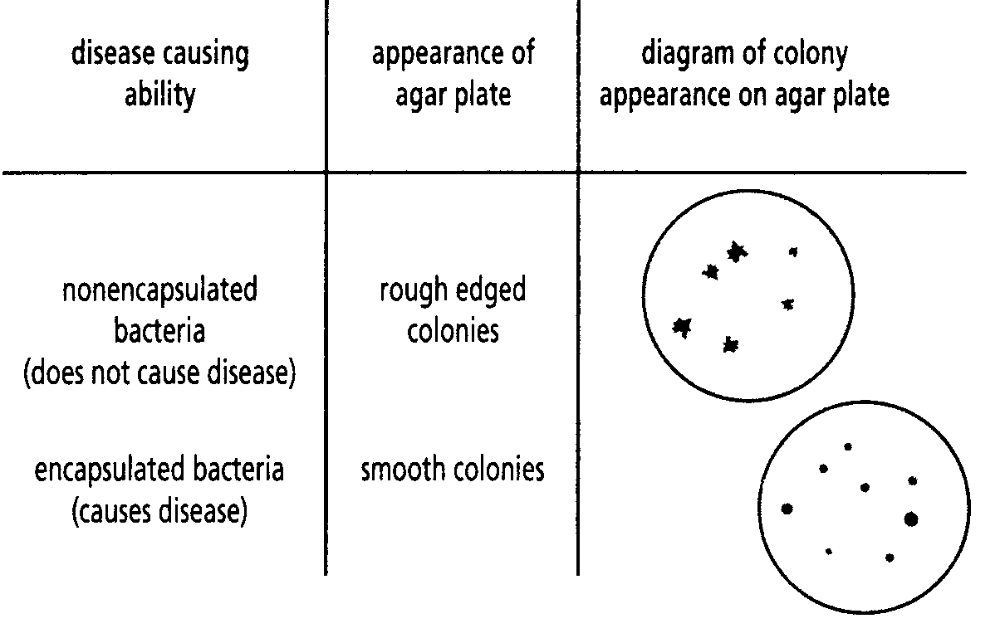 disease causing
ability
appearance of
agar plate
diagram of colony
appearance on agar plate
nonencapsulated
bacteria
(does not cause disease)
rough edged
colonies
encapsulated bacteria
(causes disease)
smooth colonies